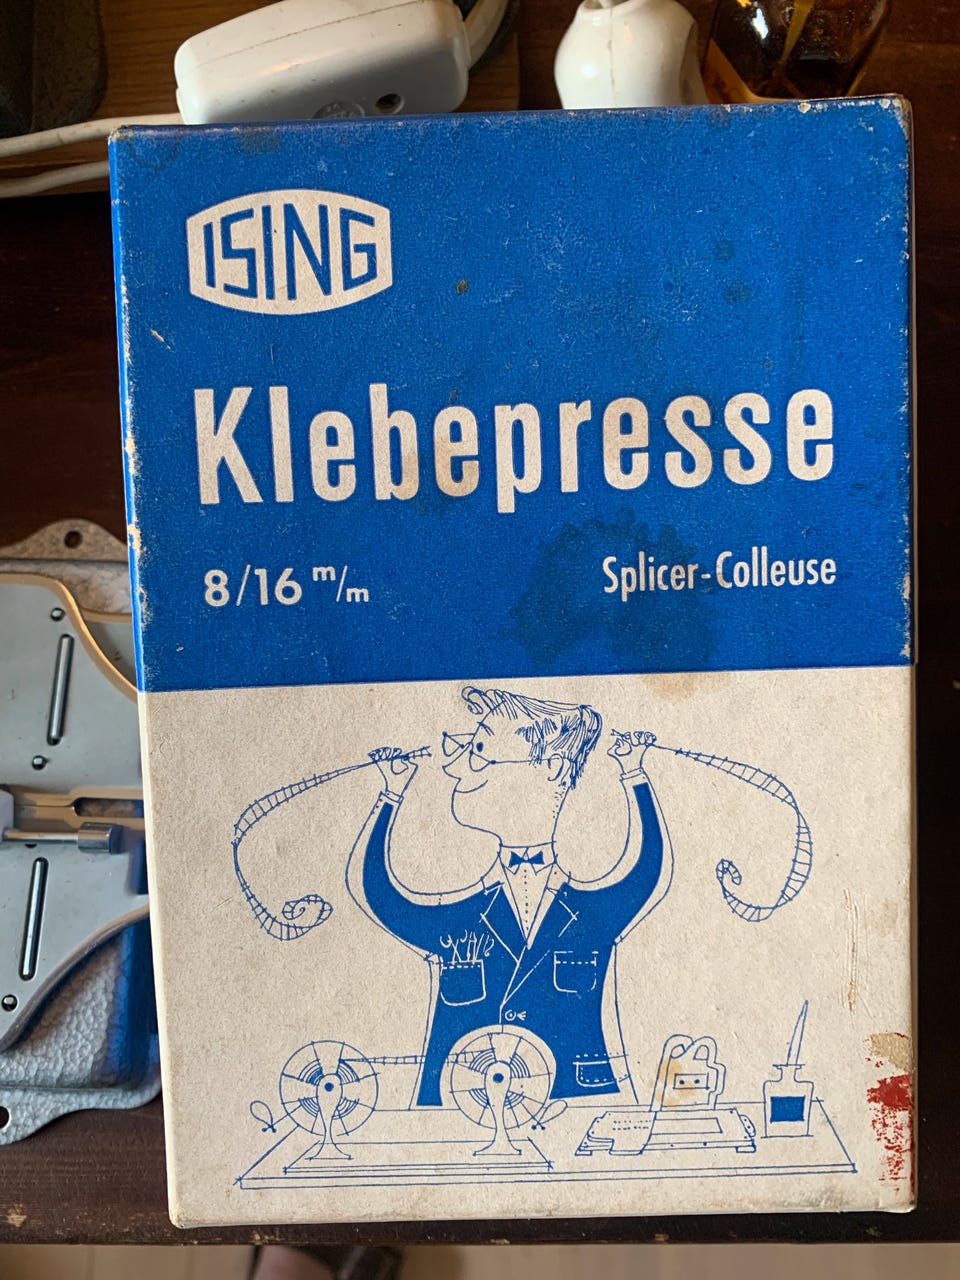 ISING
Klebepresse
8/16 m/m
Splicer-Colleuse